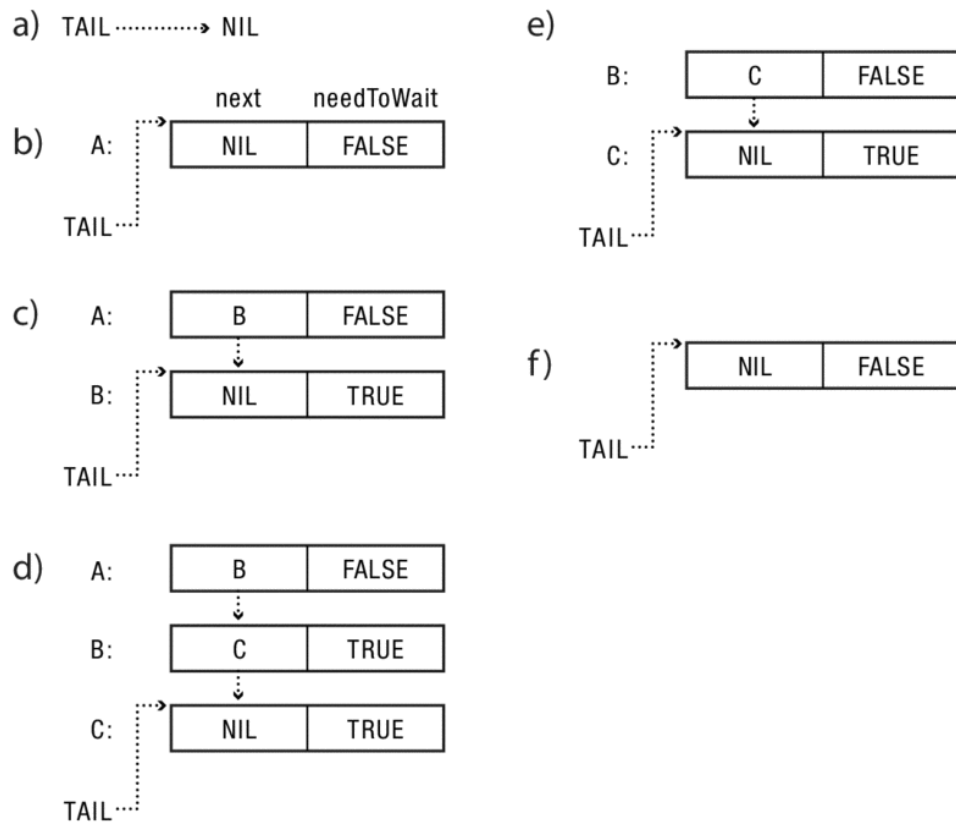 a) TAIL NIL
next needToWait
b) A: NIL FALSE
TAIL
c) A: B FALSE
B: NIL TRUE
TAIL
d) A: B FALSE
B: C TRUE
C: NIL TRUE
TAIL
e)
B: C FALSE
C: NIL TRUE
TAIL
f) NIL FALSE
TAIL